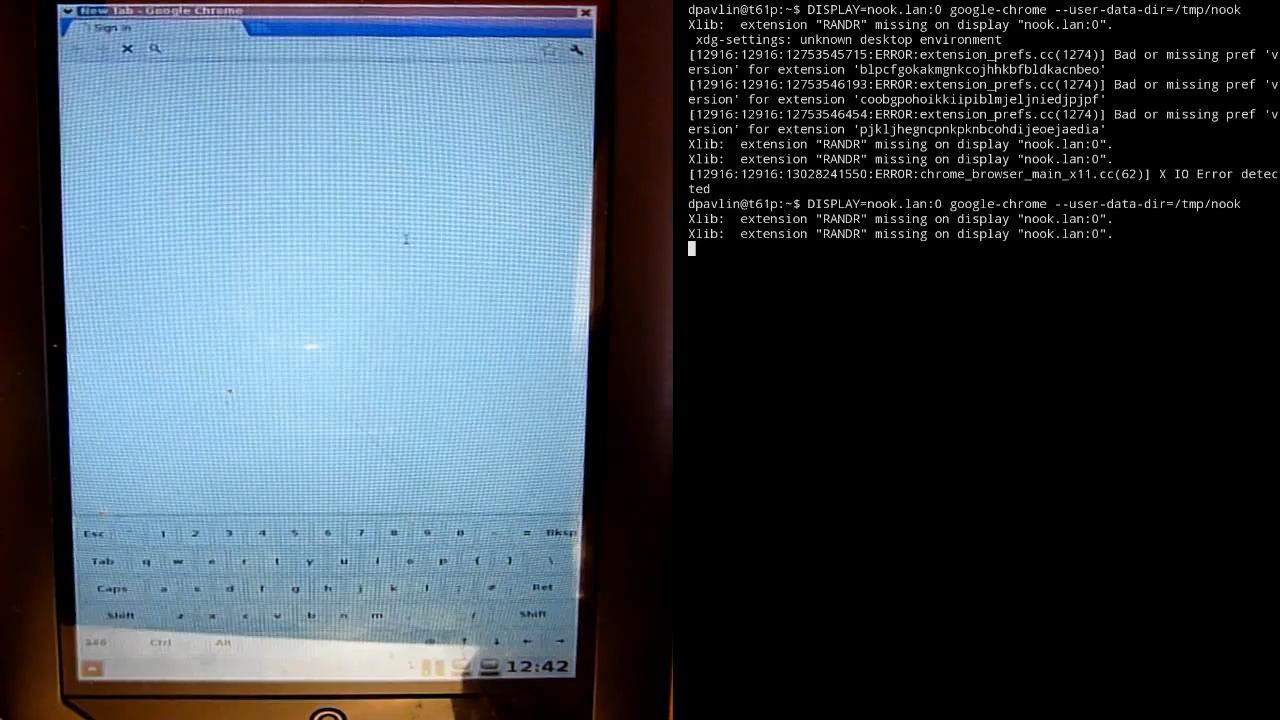 New Tab - Google Chrome
Sign in
Esc 1 2 3 4 5 6 7 8 9 0 - = Bksp
Tab q w e r t y u i o p { } \
Caps a s d f g h j k l ; Ret
Shift z x c v b n m . / Shift
Ctrl Alt ↑ ↓ ← →
12:42
dpavlin@t61p:~$ DISPLAY=nook.lan:0 google-chrome --user-data-dir=/tmp/nook
Xlib:  extension "RANDR" missing on display "nook.lan:0".
xdg-settings: unknown desktop environment
[12916:12916:12753545715:ERROR:extension_prefs.cc(1274)] Bad or missing pref 'v
ersion' for extension 'blpcfgokakmgnkcojhhkbfbldkacnbeo'
[12916:12916:12753546193:ERROR:extension_prefs.cc(1274)] Bad or missing pref 'v
ersion' for extension 'coobgpohoikkiipiblmjeljniedjpjpf'
[12916:12916:12753546454:ERROR:extension_prefs.cc(1274)] Bad or missing pref 'v
ersion' for extension 'pjkljhegncpnkpknbcohdijeoejaedia'
Xlib:  extension "RANDR" missing on display "nook.lan:0".
Xlib:  extension "RANDR" missing on display "nook.lan:0".
[12916:12916:13028241550:ERROR:chrome_browser_main_x11.cc(62)] X IO Error detec
ted
dpavlin@t61p:~$ DISPLAY=nook.lan:0 google-chrome --user-data-dir=/tmp/nook
Xlib:  extension "RANDR" missing on display "nook.lan:0".
Xlib:  extension "RANDR" missing on display "nook.lan:0".